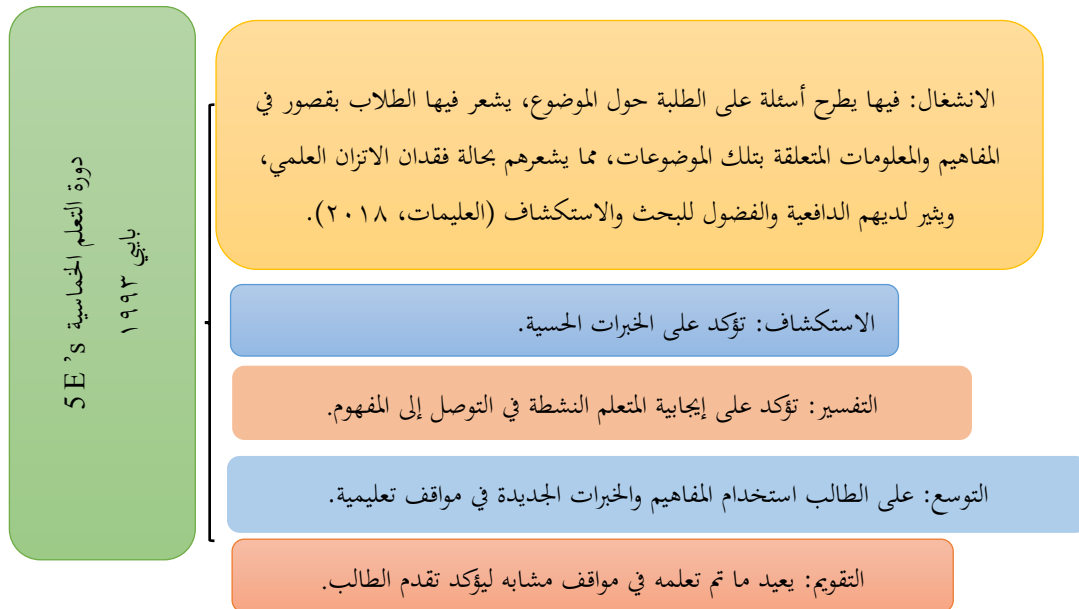 دورة التعلم الخماسية 5E's
بايبي ١٩٩٣
الانشغال: فيها يطرح أسئلة على الطلبة حول الموضوع، يشعر فيها الطلاب بقصور في
المفاهيم والمعلومات المتعلقة بتلك الموضوعات، مما يشعرهم بحالة فقدان الاتزان العلمي،
ويثير لديهم الدافعية والفضول للبحث والاستكشاف (العليمات، ٢٠١٨).
الاستكشاف: تؤكد على الخبرات الحسية.
التفسير: تؤكد على إيجابية المتعلم النشطة في التوصل إلى المفهوم.
التوسع: على الطالب استخدام المفاهيم والخبرات الجديدة في مواقف تعليمية.
التقويم: يعيد ما تم تعلمه في مواقف مشابه ليؤكد تقدم الطالب.